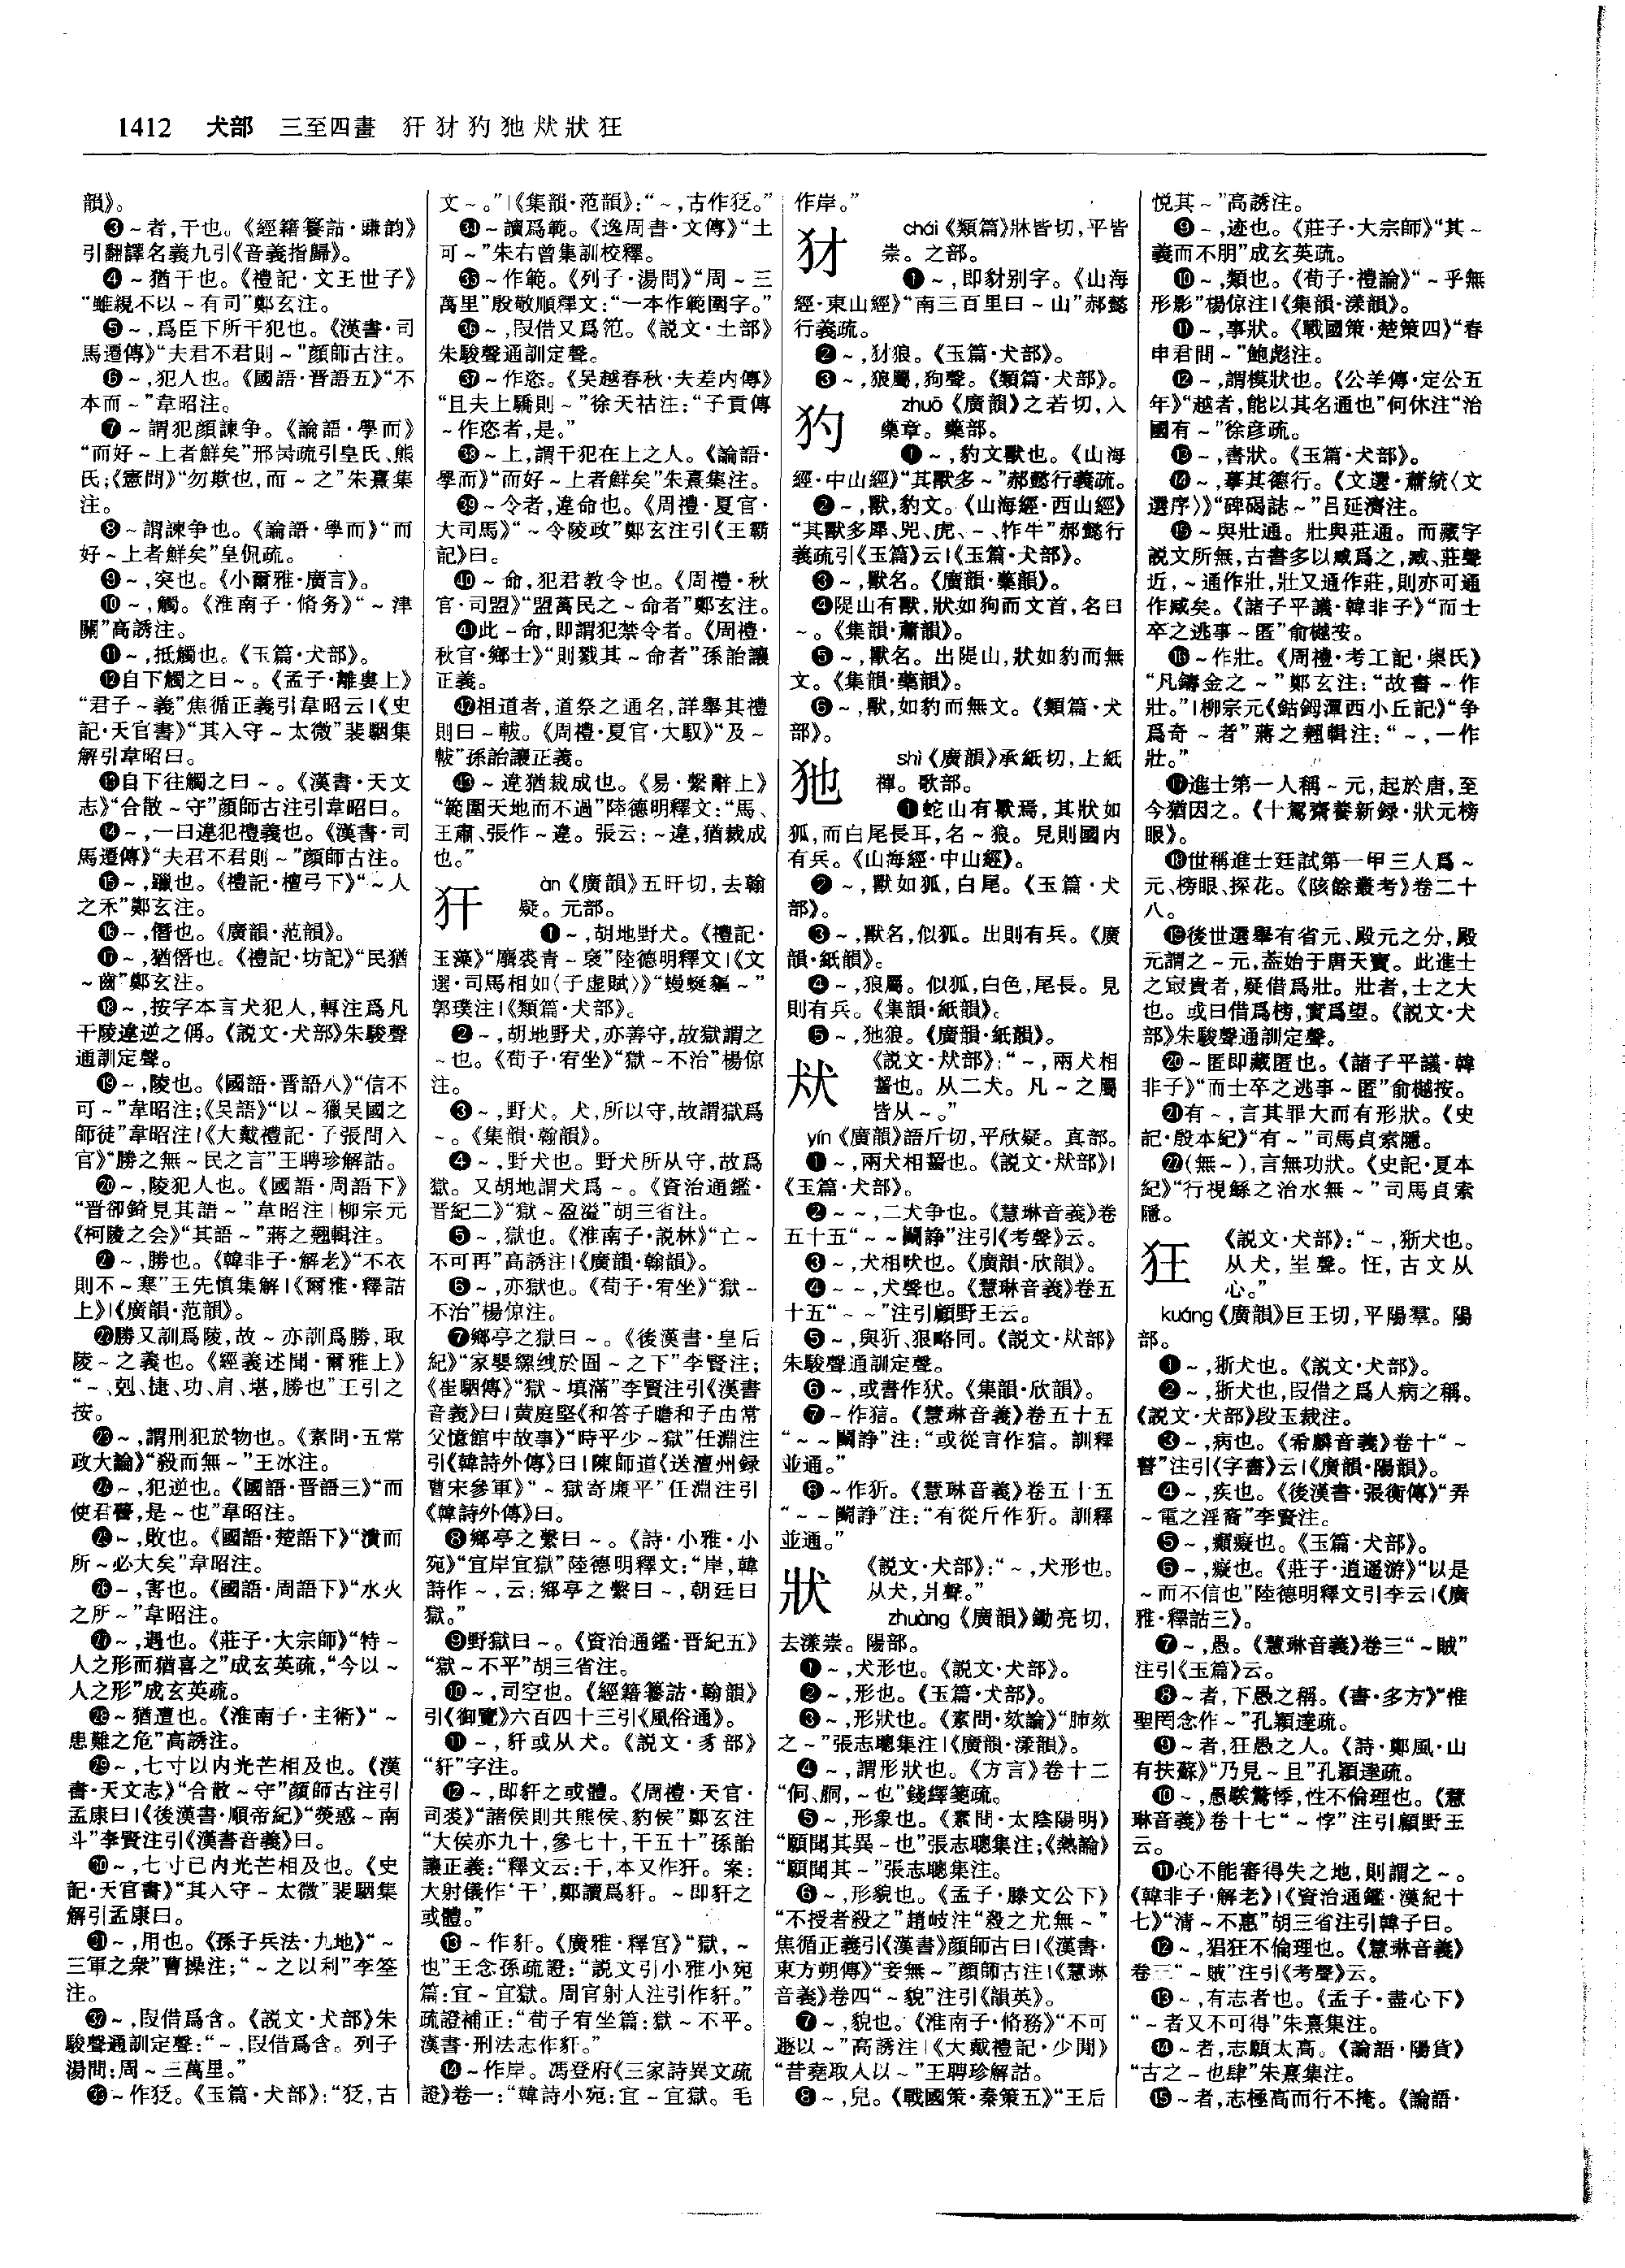 1412 犬部 三至四畫 犴犲犳狏㹜狀狂
韻》。
❸~者,干也。《經籍籑詁·豏韵》
引翻譯名義九引《音義指歸》。
❹~猶干也。《禮記·文王世子》
“雖親不以~有司”鄭玄注。
❺~,爲臣下所干犯也。《漢書·司
馬遷傳》“夫君不君則~”顔師古注。
❻~,犯人也。《國語·晋語五》“不
本而~”韋昭注。
❼~謂犯顔諫争。《論語·學而》
“而好~上者鮮矣”邢昺疏引皇氏、熊
氏;《憲問》“勿欺也,而~之”朱熹集
注。
❽~謂諫争也。《論語·學而》“而
好~上者鮮矣”皇侃疏。
❾~,突也。《小爾雅·廣言》。
❿~,觸。《淮南子·脩务》“~津
關”高誘注。
⓫~,抵觸也。《玉篇·犬部》。
⓬自下觸之曰~。《孟子·離婁上》
“君子~義”焦循正義引韋昭云|《史
記·天官書》“其入守~太微”裴駰集
解引韋昭曰。
⓭自下往觸之曰~。《漢書·天文
志》“合散~守”顔師古注引韋昭曰。
⓮~,一曰違犯禮義也。《漢書·司
馬遷傳》“夫君不君則~”顔師古注。
⓯~,躐也。《禮記·檀弓下》“~人
之禾”鄭玄注。
⓰~,僭也。《廣韻·范韻》。
⓱~,猶僭也。《禮記·坊記》“民猶
~齒”鄭玄注。
⓲~,按字本言犬犯人,轉注爲凡
干陵違逆之偁。《説文·犬部》朱駿聲
通訓定聲。
⓳~,陵也。《國語·晋語八》“信不
可~”韋昭注;《吴語》“以~獵吴國之
師徒”韋昭注|《大戴禮記·子張問入
官》“勝之無~民之言”王聘珍解詁。
⓴~,陵犯人也。《國語·周語下》
“晋郤錡見其語~”韋昭注|柳宗元
《柯陵之会》“其語~”蔣之翹輯注。
㉑~,勝也。《韓非子·解老》“不衣
則不~寒”王先慎集解|《爾雅·釋詁
上》|《廣韻·范韻》。
㉒勝又訓爲陵,故~亦訓爲勝,取
陵~之義也。《經義述聞·爾雅上》
“~、剋、捷、功、肩、堪,勝也”王引之
按。
㉓~,謂刑犯於物也。《素問·五常
政大論》“殺而無~”王冰注。
㉔~,犯逆也。《國語·晋語三》“而
使君瞢,是~也”韋昭注。
㉕~,敗也。《國語·楚語下》“潰而
所~必大矣”韋昭注。
㉖~,害也。《國語·周語下》“水火
之所~”韋昭注。
㉗~,遇也。《莊子·大宗師》“特~
人之形而猶喜之”成玄英疏,“今以~
人之形”成玄英疏。
㉘~猶遭也。《淮南子·主術》“~
患難之危”高誘注。
㉙~,七寸以内光芒相及也。《漢
書·天文志》“合散~守”顔師古注引
孟康曰|《後漢書·順帝紀》“熒惑~南
斗”李賢注引《漢書音義》曰。
㉚~,七寸已内光芒相及也。《史
記·天官書》“其入守~太微”裴駰集
解引孟康曰。
㉛~,用也。《孫子兵法·九地》“~
三軍之衆”曹操注;“~之以利”李筌
注。
㉜~,叚借爲含。《説文·犬部》朱
駿聲通訓定聲:“~,叚借爲含。列子
湯問:周~三萬里。”
㉝~作犯。《玉篇·犬部》:“犯,古
文~。”|《集韻·范韻》:“~,古作犯。”
㉞~讀爲範。《逸周書·文傳》“土
可~”朱右曾集訓校釋。
㉟~作範。《列子·湯問》“周~三
萬里”殷敬順釋文:“一本作範圍字。”
㊱~,叚借又爲笵。《説文·土部》
朱駿聲通訓定聲。
㊲~作恣。《吴越春秋·夫差内傳》
“且夫上驕則~”徐天祜注:“子貢傳
~作恣者,是。”
㊳~上,謂干犯在上之人。《論語·
學而》“而好~上者鮮矣”朱熹集注。
㊴~令者,違命也。《周禮·夏官·
大司馬》“~令陵政”鄭玄注引《王霸
記》曰。
㊵~命,犯君教令也。《周禮·秋
官·司盟》“盟萬民之~命者”鄭玄注。
㊶此~命,即謂犯禁令者。《周禮·
秋官·鄉士》“則戮其~命者”孫詒讓
正義。
㊷祖道者,道祭之通名,詳舉其禮
則曰~軷。《周禮·夏官·大馭》“及~
軷”孫詒讓正義。
㊸~違猶裁成也。《易·繫辭上》
“範圍天地而不過”陸德明釋文:“馬、
王肅、張作~違。張云:~違,猶裁成
也。”
犴 àn《廣韻》五旰切,去翰
疑。元部。
❶~,胡地野犬。《禮記·
玉藻》“麛裘青~褎”陸德明釋文|《文
選·司馬相如〈子虚賦〉》“蟃蜒貙~”
郭璞注|《類篇·犬部》。
❷~,胡地野犬,亦善守,故獄謂之
~也。《荀子·宥坐》“獄~不治”楊倞
注。
❸~,野犬。犬,所以守,故謂獄爲
~。《集韻·翰韻》。
❹~,野犬也。野犬所从守,故爲
獄。又胡地謂犬爲~。《資治通鑑·
晋紀二》“獄~盈溢”胡三省注。
❺~,獄也。《淮南子·説林》“亡~
不可再”高誘注|《廣韻·翰韻》。
❻~,亦獄也。《荀子·宥坐》“獄~
不治”楊倞注。
❼鄉亭之獄曰~。《後漢書·皇后
紀》“家嬰縲绁於圄~之下”李賢注;
《崔駰傳》“獄~填滿”李賢注引《漢書
音義》曰|黄庭堅《和答子瞻和子由常
父憶館中故事》“時平少~獄”任淵注
引《韓詩外傳》曰|陳師道《送澶州録
曹宋參軍》“~獄寄廉平”任淵注引
《韓詩外傳》曰。
❽鄉亭之繫曰~。《詩·小雅·小
宛》“宜岸宜獄”陸德明釋文:“岸,韓
詩作~,云:鄉亭之繫曰~,朝廷曰
獄。”
❾野獄曰~。《資治通鑑·晋紀五》
“獄~不平”胡三省注。
❿~,司空也。《經籍籑詁·翰韻》
引《御覽》六百四十三引《風俗通》。
⓫~,豻或从犬。《説文·豸部》
“豻”字注。
⓬~,即豻之或體。《周禮·天官·
司裘》“諸侯則共熊侯、豹侯”鄭玄注
“大侯亦九十,參七十,干五十”孫詒
讓正義:“釋文云:干,本又作犴。案:
大射儀作‘干’,鄭讀爲豻。~即豻之
或體。”
⓭~作豻。《廣雅·釋宫》“獄,~
也”王念孫疏證:“説文引小雅小宛
篇:宜~宜獄。周官射人注引作豻。”
疏證補正:“荀子宥坐篇:獄~不平。
漢書·刑法志作豻。”
⓮~作岸。馮登府《三家詩異文疏
證》卷一:“韓詩小宛:宜~宜獄。毛
作岸。”
犲 chái《類篇》牀皆切,平皆
崇。之部。
❶~,即豺别字。《山海
經·東山經》“南三百里曰~山”郝懿
行義疏。
❷~,犲狼。《玉篇·犬部》。
❸~,狼屬,狗聲。《類篇·犬部》。
犳 zhuó《廣韻》之若切,入
藥章。藥部。
❶~,豹文獸也。《山海
經·中山經》“其獸多~”郝懿行義疏。
❷~,獸,豹文。《山海經·西山經》
“其獸多犀、兕、虎、~、㸲牛”郝懿行
義疏引《玉篇》云|《玉篇·犬部》。
❸~,獸名。《廣韻·藥韻》。
❹隄山有獸,狀如狗而文首,名曰
~。《集韻·蕭韻》。
❺~,獸名。出隄山,狀如豹而無
文。《集韻·藥韻》。
❻~,獸,如豹而無文。《類篇·犬
部》。
狏 shì《廣韻》承紙切,上紙
禪。歌部。
❶蛇山有獸焉,其狀如
狐,而白尾長耳,名~狼。見則國内
有兵。《山海經·中山經》。
❷~,獸如狐,白尾。《玉篇·犬
部》。
❸~,獸名,似狐。出則有兵。《廣
韻·紙韻》。
❹~,狼屬。似狐,白色,尾長。見
則有兵。《集韻·紙韻》。
❺~,狏狼。《廣韻·紙韻》。
㹜 《説文·㹜部》:“~,兩犬相
齧也。从二犬。凡~之屬
皆从~。”
yín《廣韻》語斤切,平欣疑。真部。
❶~,兩犬相齧也。《説文·㹜部》|
《玉篇·犬部》。
❷~~,二犬争也。《慧琳音義》卷
五十五“~~鬭諍”注引《考聲》云。
❸~,犬相吠也。《廣韻·欣韻》。
❹~~,犬聲也。《慧琳音義》卷五
十五“~~”注引顧野王云。
❺~,與狋、狠略同。《説文·㹜部》
朱駿聲通訓定聲。
❻~,或書作犾。《集韻·欣韻》。
❼~作狺。《慧琳音義》卷五十五
“~~鬭諍”注:“或從言作狺。訓釋
並通。”
❽~作犷。《慧琳音義》卷五十五
“~~鬭諍”注:“有從斤作㹞。訓釋
並通。”
狀 《説文·犬部》:“~,犬形也。
从犬,爿聲。”
zhuàng《廣韻》鋤亮切,
去漾崇。陽部。
❶~,犬形也。《説文·犬部》。
❷~,形也。《玉篇·犬部》。
❸~,形狀也。《素問·欬論》“肺欬
之~”張志聰集注|《廣韻·漾韻》。
❹~,謂形狀也。《方言》卷十二
“侗、胴,~也”錢繹箋疏。
❺~,形象也。《素問·太陰陽明》
“願聞其異~也”張志聰集注;《熱論》
“願聞其~”張志聰集注。
❻~,形貌也。《孟子·滕文公下》
“不授者殺之”趙岐注“殺之尤無~”
焦循正義引《漢書》顔師古曰|《漢書·
東方朔傳》“妾無~”顔師古注|《慧琳
音義》卷四“~貌”注引《韻英》。
❼~,貌也。《淮南子·脩務》“不可
遯以~”高誘注|《大戴禮記·少閒》
“昔堯取人以~”王聘珍解詁。
❽~,皃。《戰國策·秦策五》“王后
悦其~”高誘注。
❾~,迹也。《莊子·大宗師》“其~
義而不朋”成玄英疏。
❿~,類也。《荀子·禮論》“~乎無
形影”楊倞注|《集韻·漾韻》。
⓫~,事狀。《戰國策·楚策四》“春
申君問~”鮑彪注。
⓬~,謂模狀也。《公羊傳·定公五
年》“越者,能以其名通也”何休注“治
國有~”徐彦疏。
⓭~,書狀。《玉篇·犬部》。
⓮~,摹其德行。《文選·蕭統〈文
選序〉》“碑碣誌~”吕延濟注。
⓯~與壯通。壯與莊通。而藏字
説文所無,古書多以臧爲之,臧、莊聲
近,~通作壯,壯又通作莊,則亦可通
作臧矣。《諸子平議·韓非子》“而士
卒之逃事~匿”俞樾按。
⓰~作壯。《周禮·考工記·㮚氏》
“凡鑄金之~”鄭玄注:“故書~作
壯。”|柳宗元《鈷鉧潭西小丘記》“争
爲奇~者”蔣之翹輯注:“~,一作
壯。”
⓱進士第一人稱~元,起於唐,至
今猶因之。《十駕齋養新録·狀元榜
眼》。
⓲世稱進士廷試第一甲三人爲~
元、榜眼、探花。《陔餘叢考》卷二十
八。
⓳後世選舉有省元、殿元之分,殿
元謂之~元,葢始于唐天寶。此進士
之㝡貴者,疑借爲壯。壯者,士之大
也。或曰借爲榜,實爲望。《説文·犬
部》朱駿聲通訓定聲。
⓴~匿即藏匿也。《諸子平議·韓
非子》“而士卒之逃事~匿”俞樾按。
㉑有~,言其罪大而有形狀。《史
記·殷本紀》“有~”司馬貞索隱。
㉒(無~),言無功狀。《史記·夏本
紀》“行視鯀之治水無~”司馬貞索
隱。
狂 《説文·犬部》:“~,狾犬也。
从犬,㞷聲。忹,古文从
心。”
kuáng《廣韻》巨王切,平陽羣。陽
部。
❶~,狾犬也。《説文·犬部》。
❷~,狾犬也,叚借之爲人病之稱。
《説文·犬部》段玉裁注。
❸~,病也。《希麟音義》卷十“~
瞽”注引《字書》云|《廣韻·陽韻》。
❹~,疾也。《後漢書·張衡傳》“弄
~電之淫裔”李賢注。
❺~,癲癡也。《玉篇·犬部》。
❻~,癡也。《莊子·逍遥游》“以是
~而不信也”陸德明釋文引李云|《廣
雅·釋詁三》。
❼~,愚。《慧琳音義》卷三“~賊”
注引《玉篇》云。
❽~者,下愚之稱。《書·多方》“惟
聖罔念作~”孔穎達疏。
❾~者,狂愚之人。《詩·鄭風·山
有扶蘇》“乃見~且”孔穎達疏。
❿~,愚騃驚悸,性不倫理也。《慧
琳音義》卷十七“~悖”注引顧野王
云。
⓫心不能審得失之地,則謂之~。
《韓非子·解老》|《資治通鑑·漢紀十
七》“清~不惠”胡三省注引韓子曰。
⓬~,猖狂不倫理也。《慧琳音義》
卷三“~賊”注引《考聲》云。
⓭~,有志者也。《孟子·盡心下》
“~者又不可得”朱熹集注。
⓮~者,志願太高。《論語·陽貨》
“古之~也肆”朱熹集注。
⓯~者,志極高而行不掩。《論語·